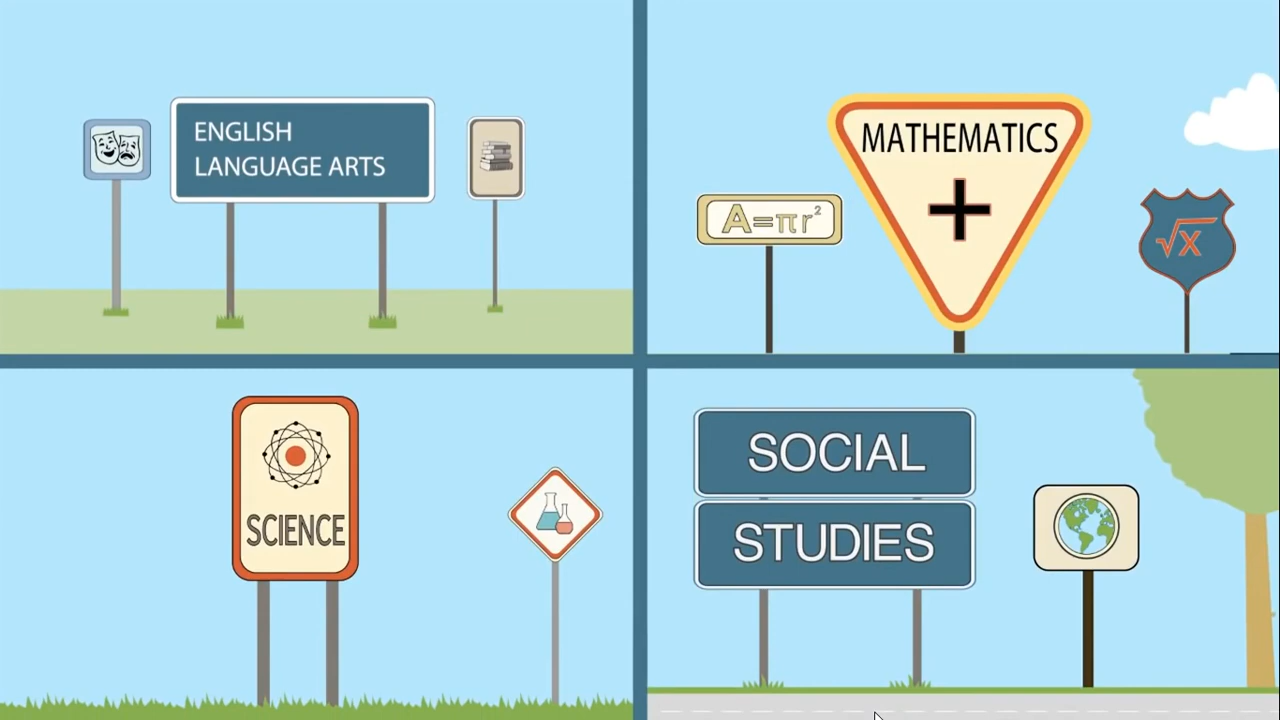 ENGLISH
LANGUAGE ARTS
MATHEMATICS
+
A=πr²
√x
SCIENCE
SOCIAL
STUDIES